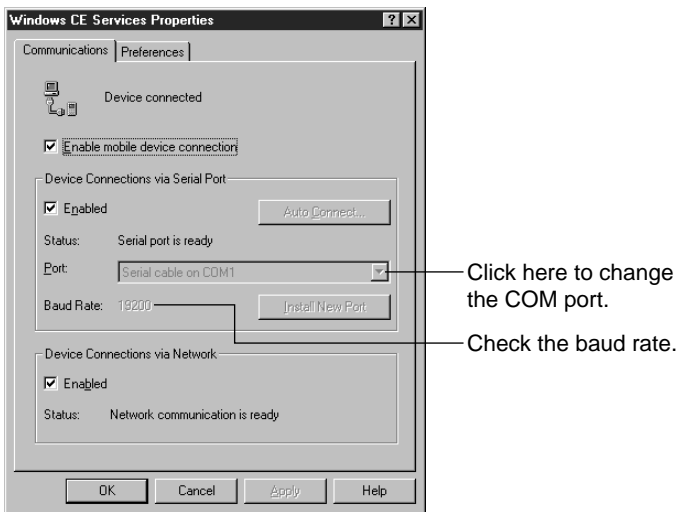 Windows CE Services Properties
Communications Preferences
Device connected
Enable mobile device connection
Device Connections via Serial Port
Enabled Auto Connect...
Status: Serial port is ready
Port: Serial cable on COM1
Click here to change
the COM port.
Baud Rate: 19200 Install New Port
Check the baud rate.
Device Connections via Network
Enabled
Status: Network communication is ready
OK Cancel Apply Help